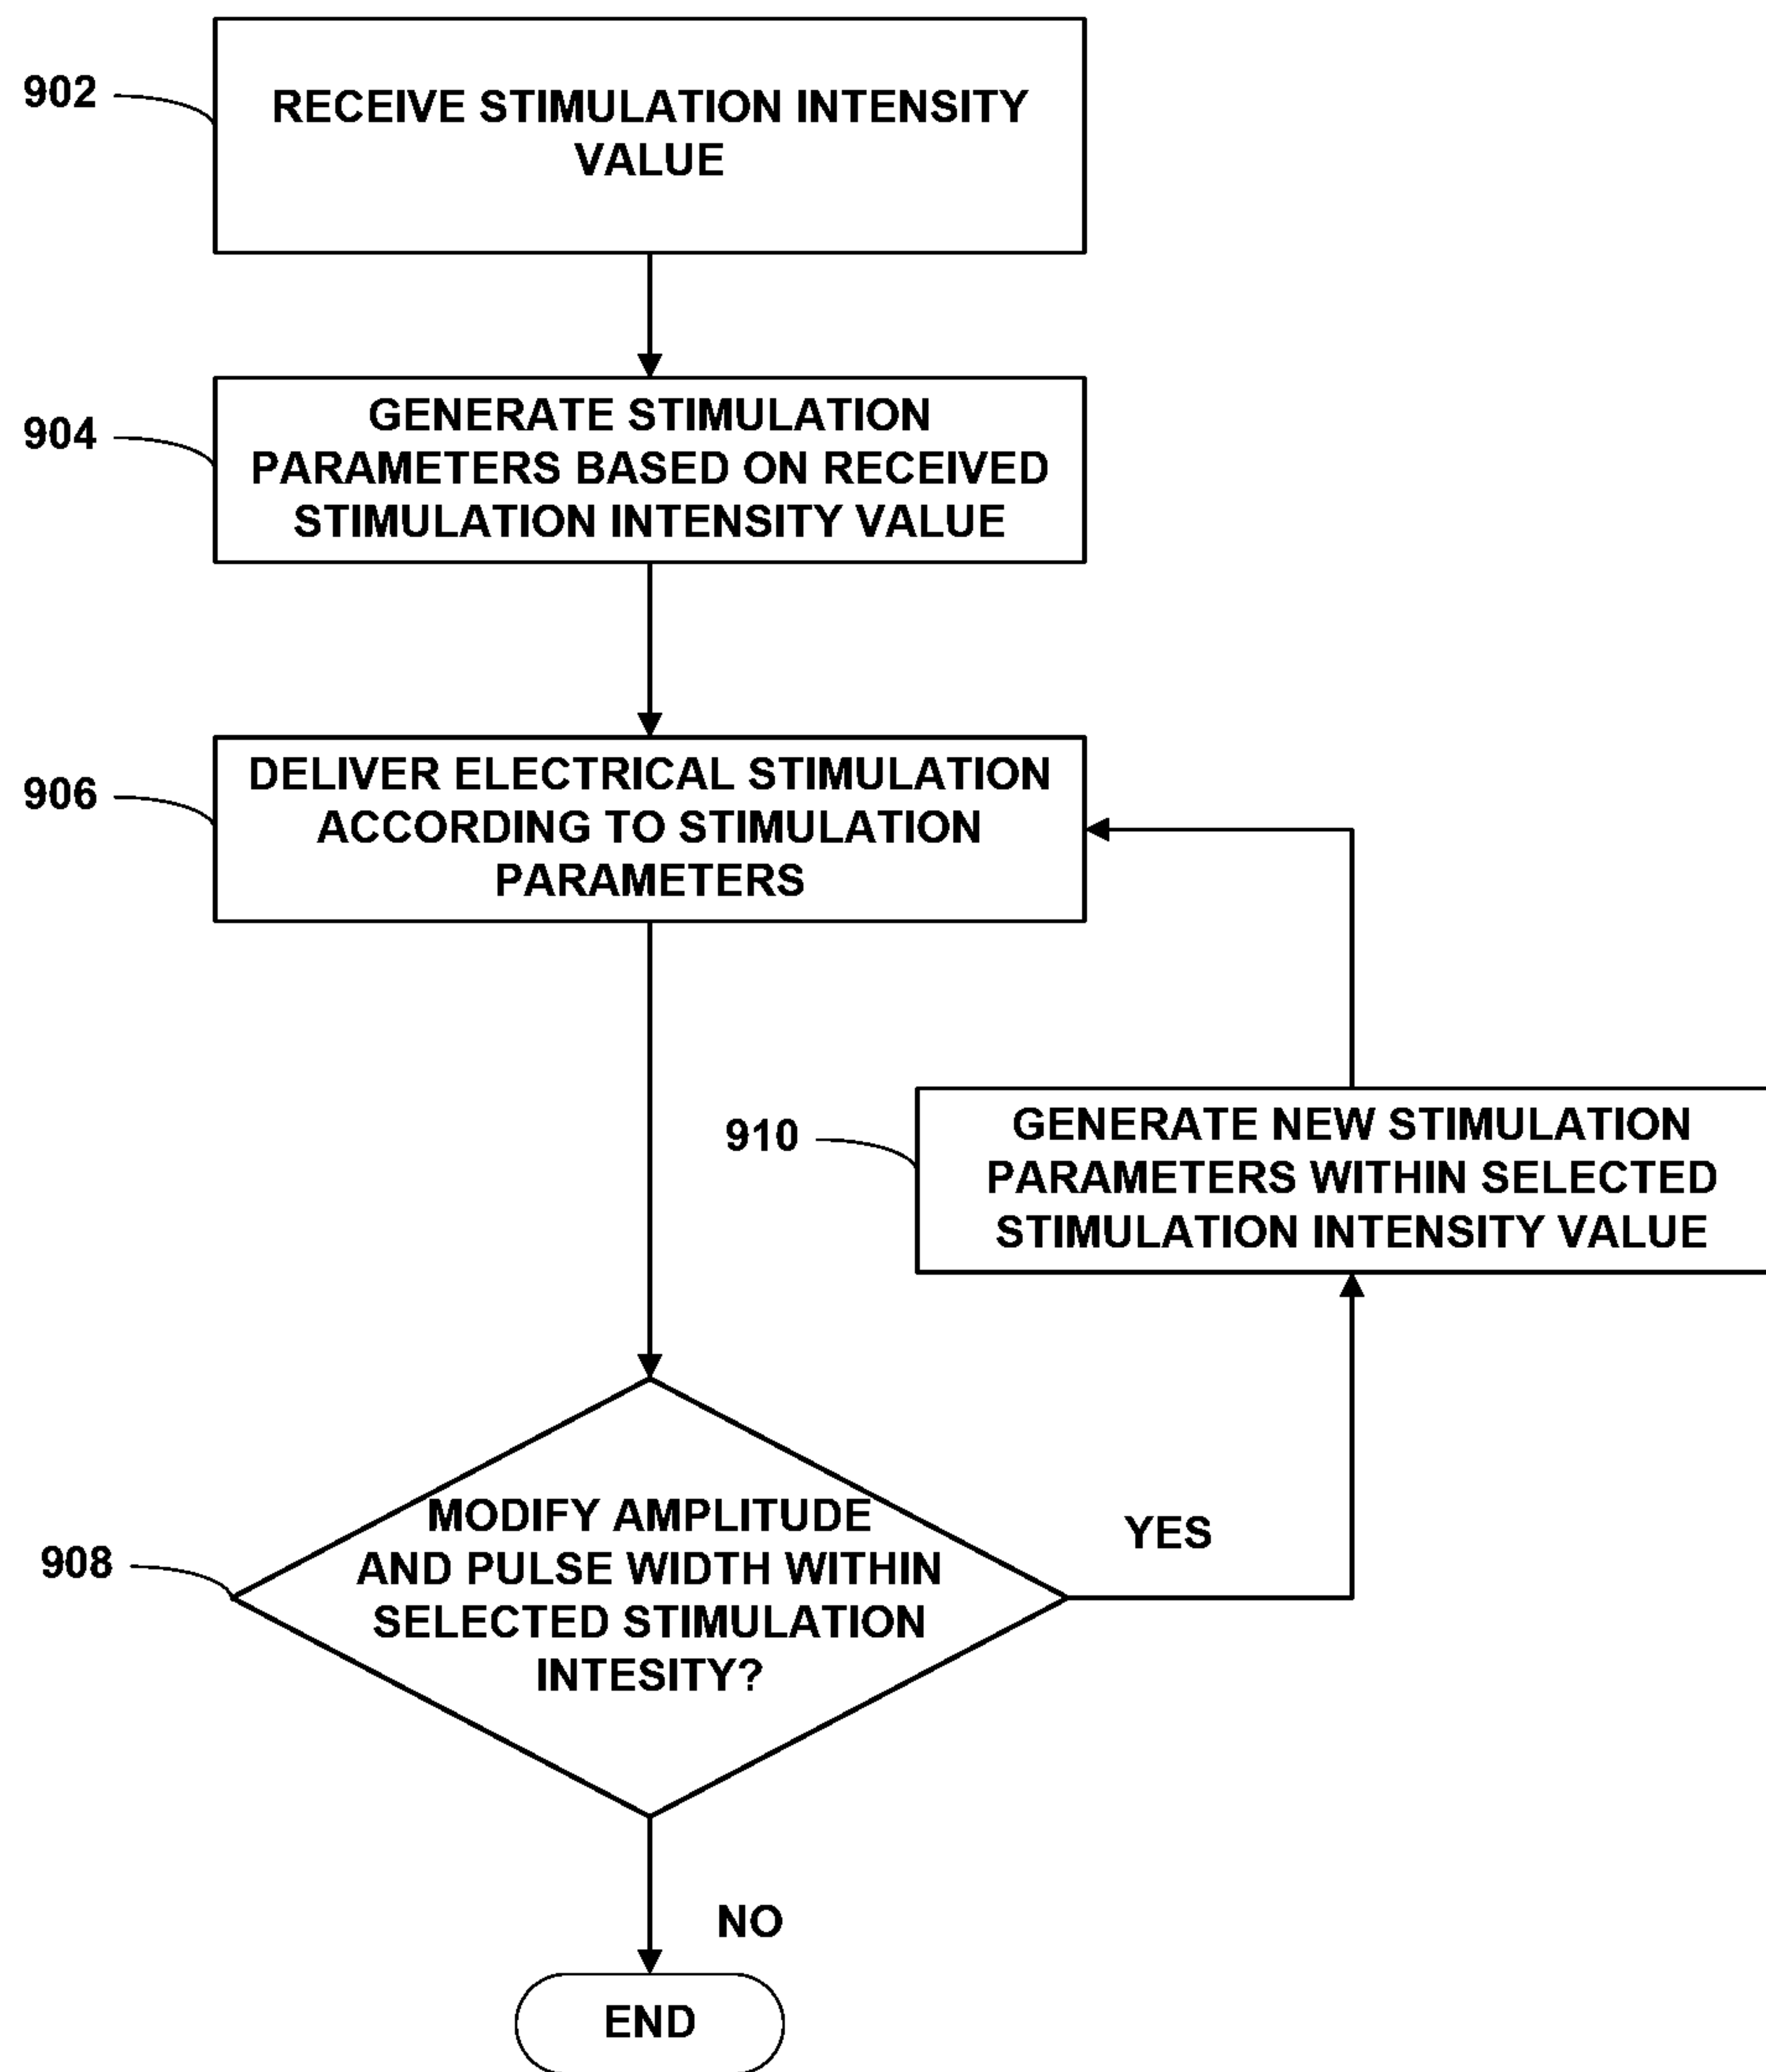 902
RECEIVE STIMULATION INTENSITY
VALUE
904
GENERATE STIMULATION
PARAMETERS BASED ON RECEIVED
STIMULATION INTENSITY VALUE
906
DELIVER ELECTRICAL STIMULATION
ACCORDING TO STIMULATION
PARAMETERS
910
GENERATE NEW STIMULATION
PARAMETERS WITHIN SELECTED
STIMULATION INTENSITY VALUE
908
MODIFY AMPLITUDE
AND PULSE WIDTH WITHIN
SELECTED STIMULATION
INTESITY?
YES
NO
END